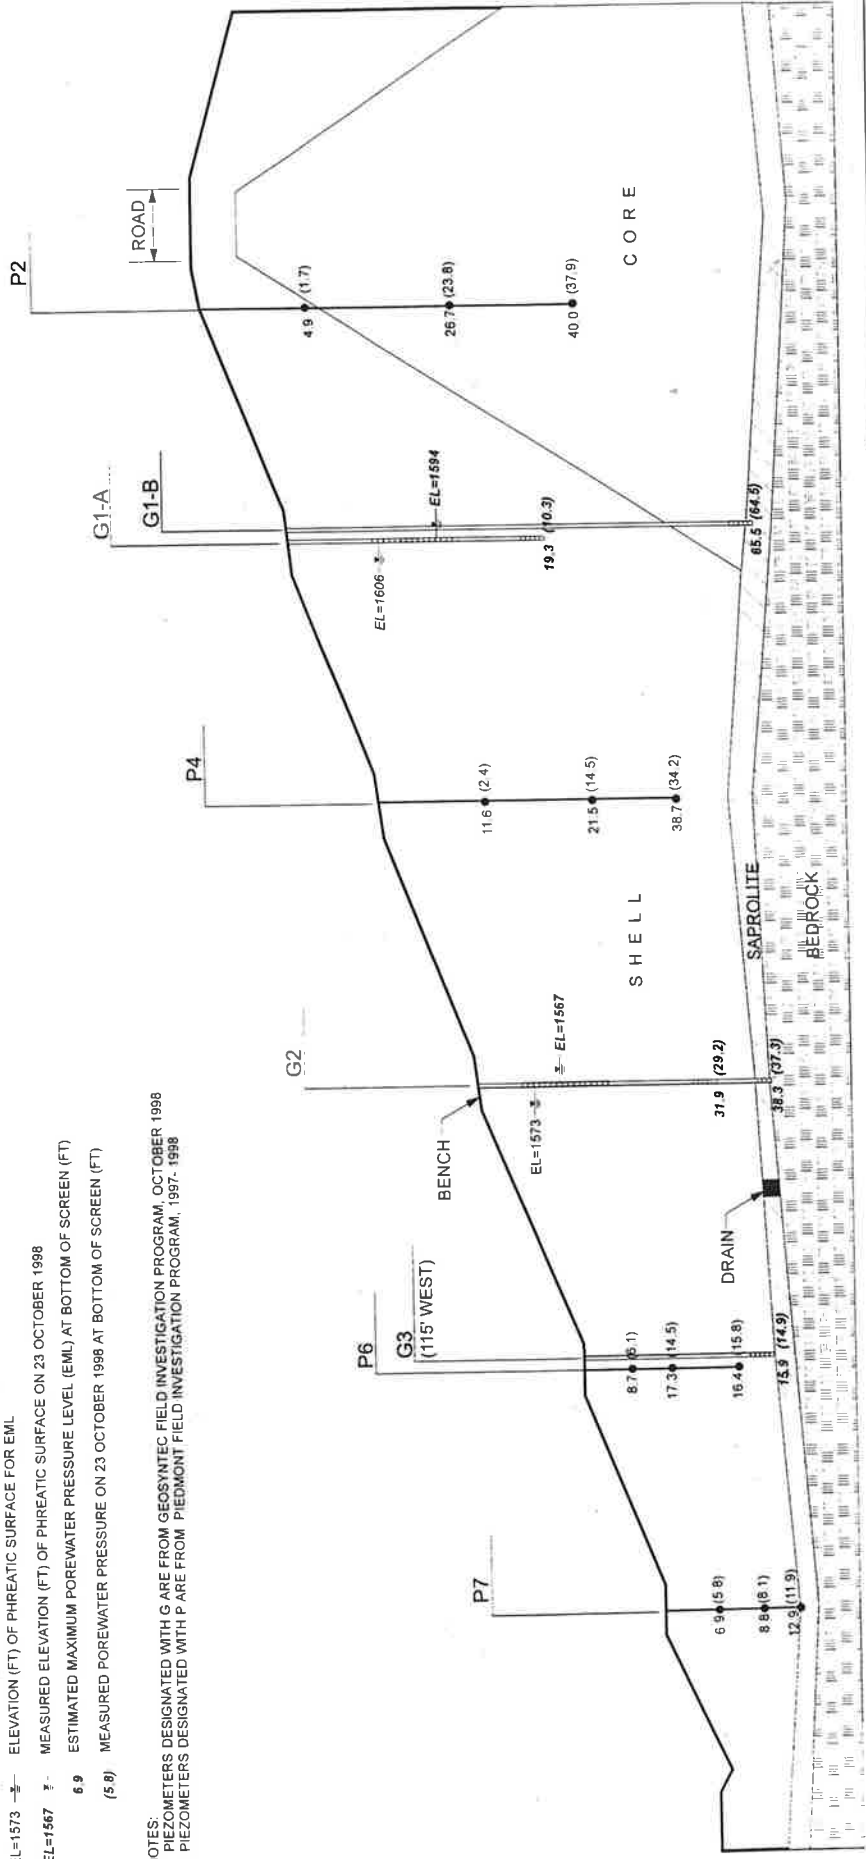 EL=1573 ELEVATION (FT) OF PHREATIC SURFACE FOR EML
EL=1567 MEASURED ELEVATION (FT) OF PHREATIC SURFACE ON 23 OCTOBER 1998
6.9 ESTIMATED MAXIMUM POREWATER PRESSURE LEVEL (EML) AT BOTTOM OF SCREEN (FT)
(5.8) MEASURED POREWATER PRESSURE ON 23 OCTOBER 1998 AT BOTTOM OF SCREEN (FT)
OTES:
PIEZOMETERS DESIGNATED WITH G ARE FROM GEOSYNTEC FIELD INVESTIGATION PROGRAM, OCTOBER 1998
PIEZOMETERS DESIGNATED WITH P ARE FROM PIEDMONT FIELD INVESTIGATION PROGRAM, 1997-1998
P7
6.9 (5.8)
8.8 (8.1)
12.9 (11.9)
P6
G3
(115' WEST)
8.7 (6.1)
17.3 (14.5)
16.4 (15.8)
15.9 (14.9)
DRAIN
BENCH
G2
EL=1573
EL=1567
31.9 (29.2)
38.3 (37.3)
SHELL
SAPROLITE
BEDROCK
P4
11.6 (2.4)
21.5 (14.5)
38.7 (34.2)
G1-A
G1-B
EL=1606
EL=1594
19.3 (10.3)
65.5 (64.5)
P2
ROAD
4.9 (1.7)
26.7 (23.8)
40.0 (37.9)
CORE